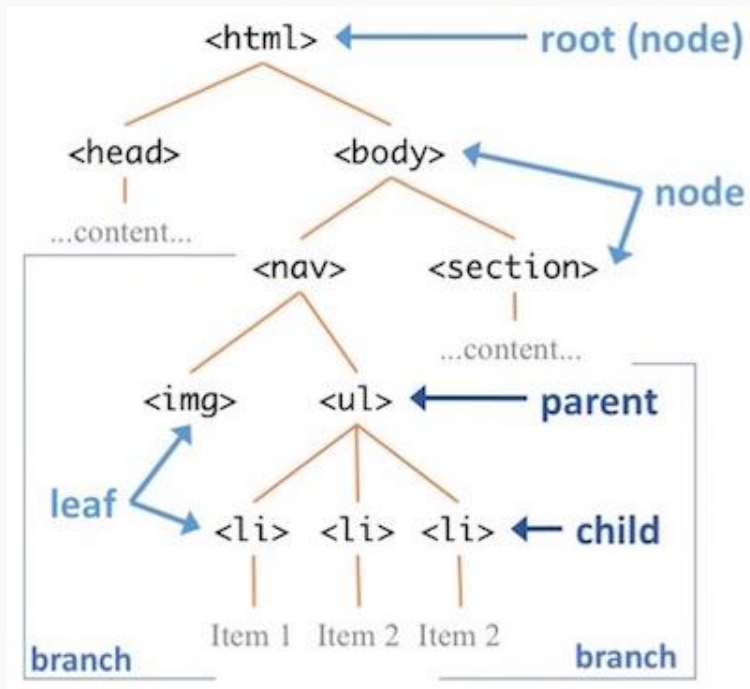 <html> root (node)
<head> <body>
node
...content...
<nav> <section>
...content...
<img> <ul> parent
leaf
<li> <li> <li> child
Item 1 Item 2 Item 2
branch branch